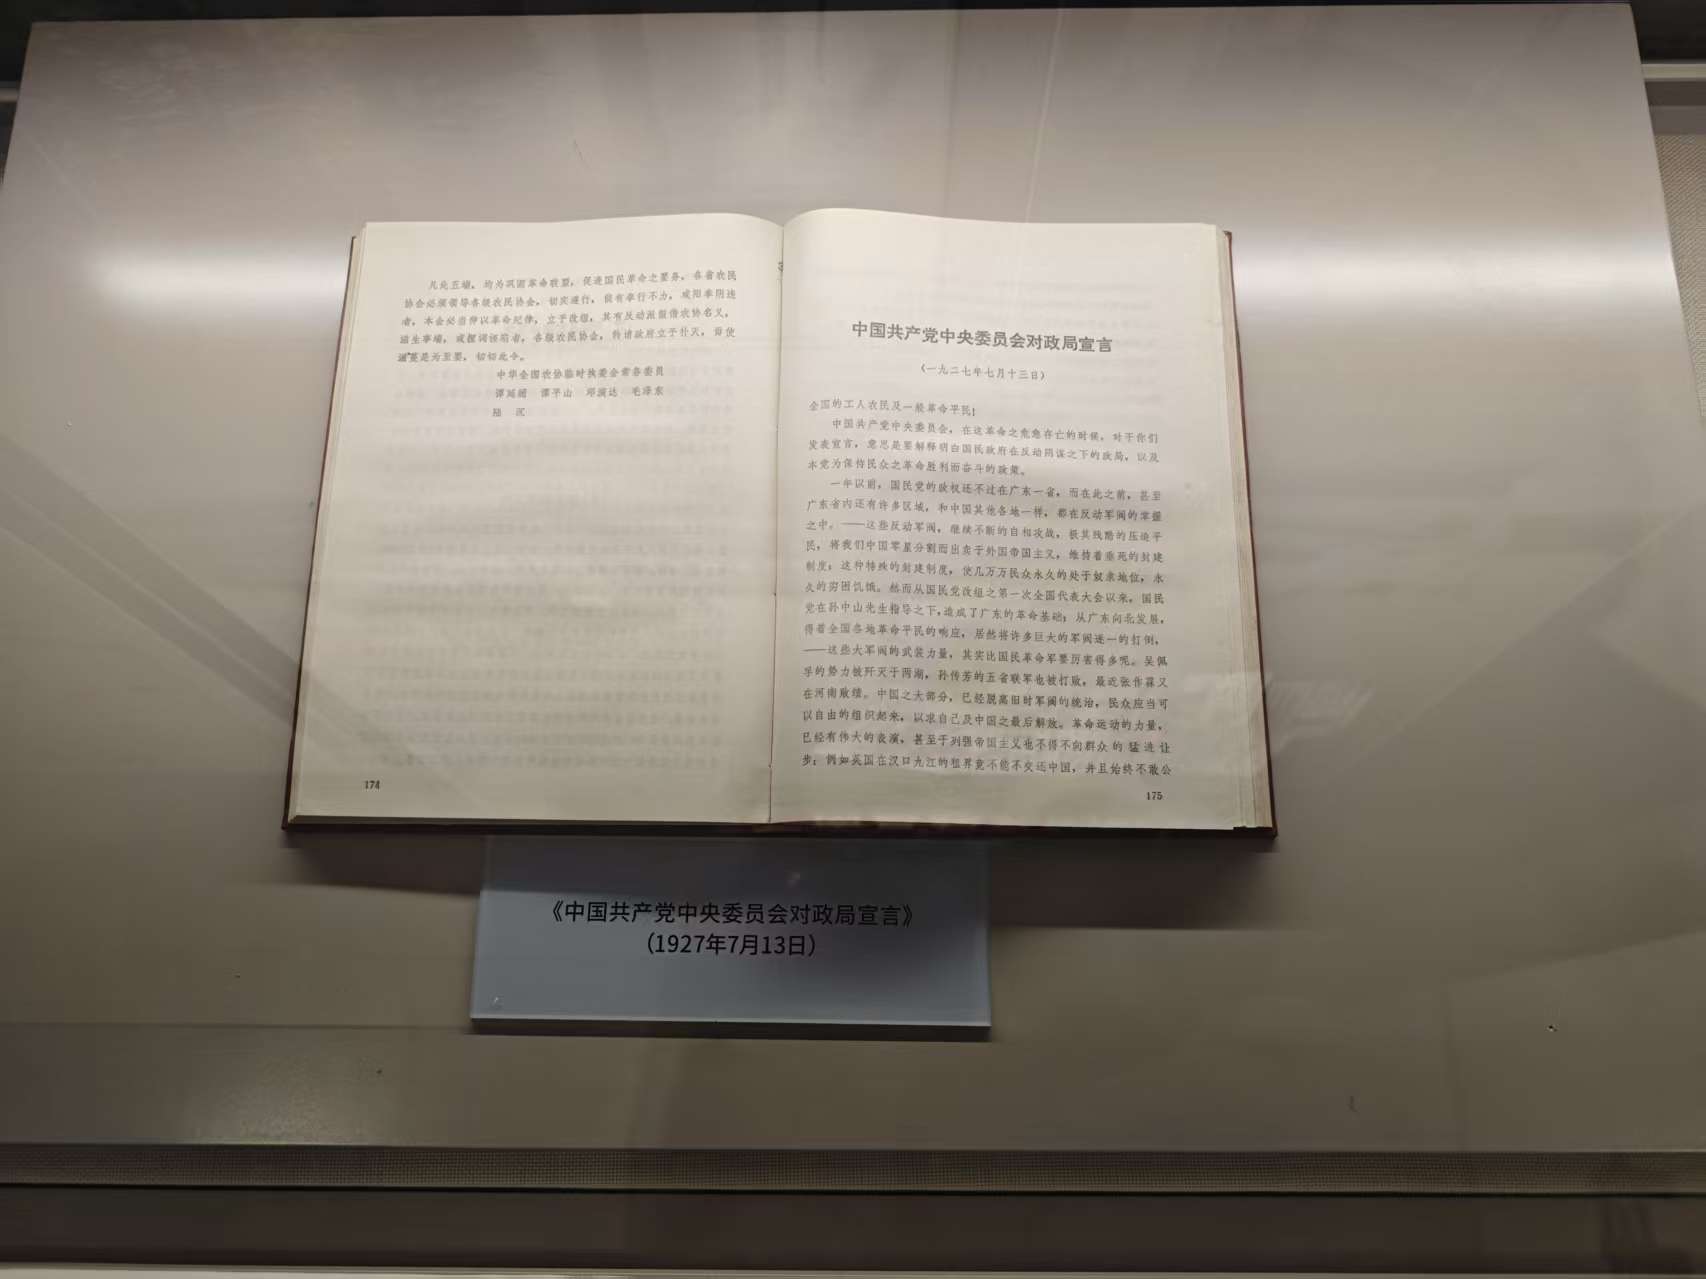 凡此五端，均为巩固革命联盟，促进国民革命之要务，各省农民
协会必须领导各级农民协会，切实遵行，倘有奉行不力，或阳奉阴违
者，本会必当绳以革命纪律，立予改组，其有反动派假借农协名义，
滋生事端，或捏词诬陷者，各级农民协会，转请政府立予扑灭，毋使
滋蔓是为至要，切切此令。
中华全国农协临时执委会常务委员
谭延闿 谭平山 邓演达 毛泽东
陆 沉
174
中国共产党中央委员会对政局宣言
（一九二七年七月十三日）
全国的工人农民及一般革命平民！
中国共产党中央委员会，在这革命之危急存亡的时候，对于你们
发表宣言，意思是要解释明白国民政府在反动阴谋之下的政局，以及
本党为保持民众之革命胜利而奋斗的政策。
一年以前，国民党的政权还不过在广东一省，而在此之前，甚至
广东省内还有许多区域，和中国其他各地一样，都在反动军阀的掌握
之中。——这些反动军阀，继续不断的自相攻战，极其残酷的压迫平
民，将我们中国零星分割而出卖于外国帝国主义，维持着垂死的封建
制度；这种特殊的封建制度，使几万万民众永久的处于奴隶地位，永
久的穷困饥饿。然而从国民党改组之第一次全国代表大会以来，国民
党在孙中山先生指导之下，造成了广东的革命基础；从广东向北发展，
得着全国各地革命平民的响应，居然将许多巨大的军阀逐一的打倒，
——这些大军阀的武装力量，其实比国民革命军要厉害得多呢。吴佩
孚的势力被歼灭于两湖，孙传芳的五省联军也被打败，最近张作霖又
在河南败绩。中国之大部分，已经脱离旧时军阀的统治，民众应当可
以自由的组织起来，以求自己及中国之最后解放。革命运动的力量，
已经有伟大的表演，甚至于列强帝国主义也不得不向群众的猛进让
步；例如英国在汉口九江的租界竟不能不交还中国，并且始终不敢公
175
《中国共产党中央委员会对政局宣言》
（1927年7月13日）